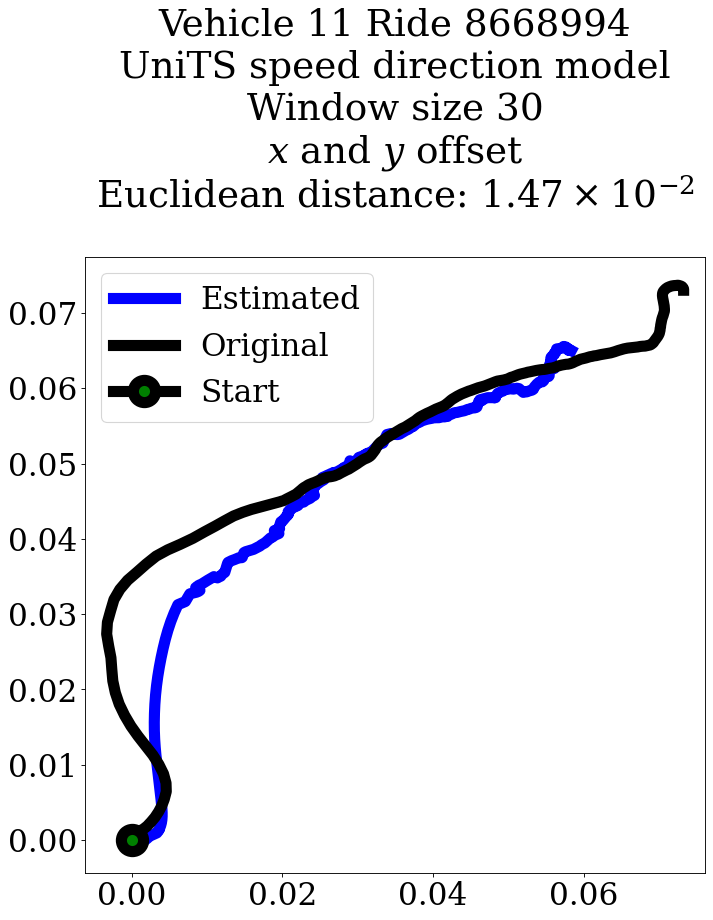 Vehicle 11 Ride 8668994
UniTS speed direction model
Window size 30
x and y offset
Euclidean distance: 1.47 × 10⁻²
Estimated
Original
Start
0.07
0.06
0.05
0.04
0.03
0.02
0.01
0.00
0.00 0.02 0.04 0.06